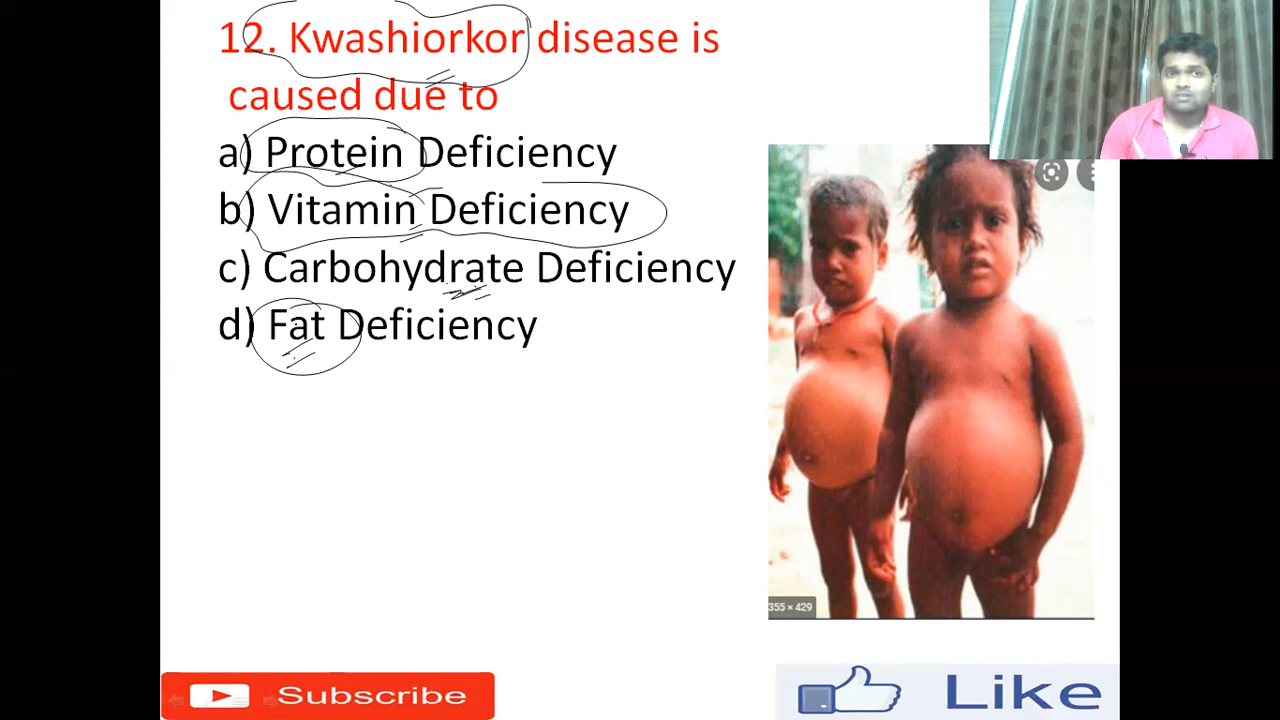 12. Kwashiorkor disease is
caused due to
a) Protein Deficiency
b) Vitamin Deficiency
c) Carbohydrate Deficiency
d) Fat Deficiency
355 × 429
Subscribe
Like